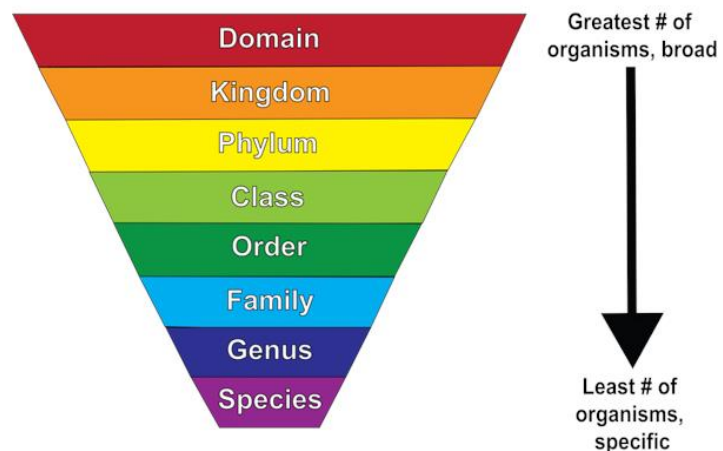 Domain
Kingdom
Phylum
Class
Order
Family
Genus
Species
Greatest # of
organisms, broad
Least # of
organisms,
specific